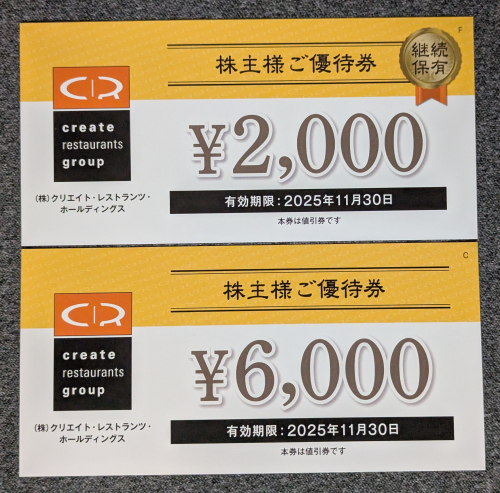 F
株主様ご優待券
継続
保有
CR
create
restaurants
group
¥2,000
(株)クリエイト・レストランツ・
ホールディングス
有効期限:2025年11月30日
本券は値引券です
C
株主様ご優待券
CR
create
restaurants
group
¥6,000
(株)クリエイト・レストランツ・
ホールディングス
有効期限:2025年11月30日
本券は値引券です